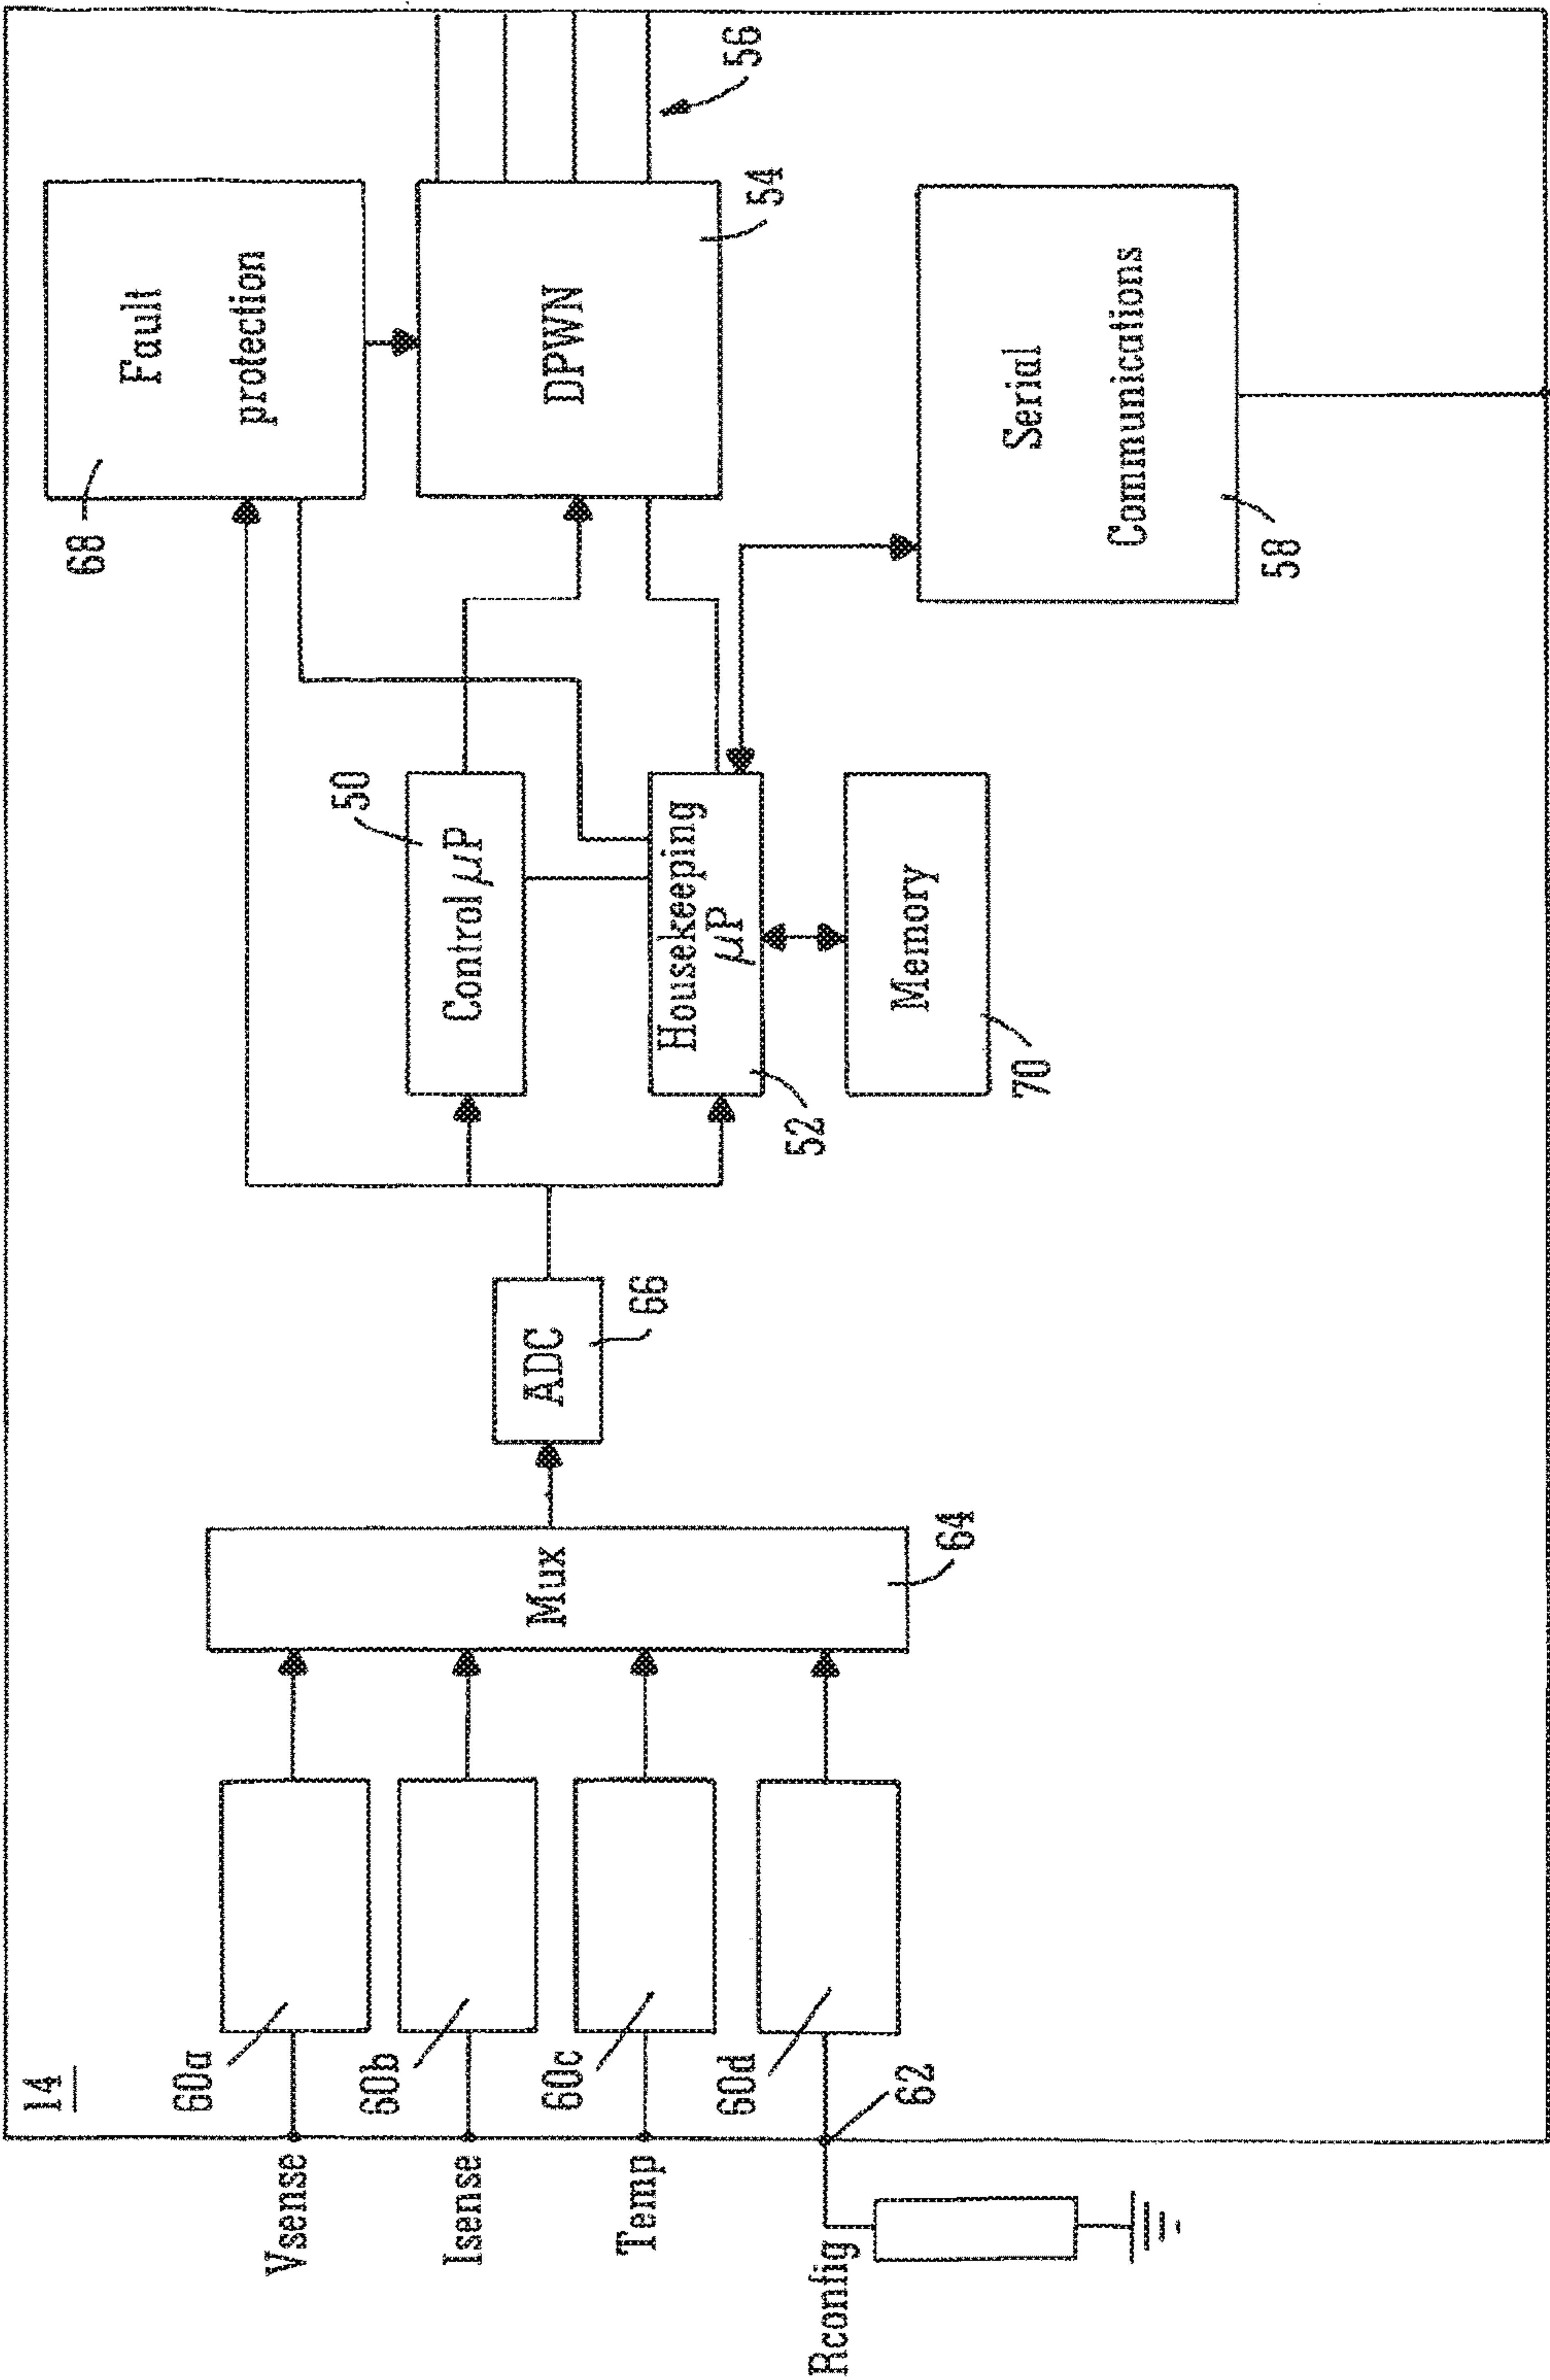 14
Vsense
60a
Isense
60b
Temp
60c
Rconfig
60d
62
Mux
64
ADC
66
Control μP
50
Housekeeping
μP
52
Memory
70
Fault
protection
68
DPWN
54
56
Serial
Communications
58